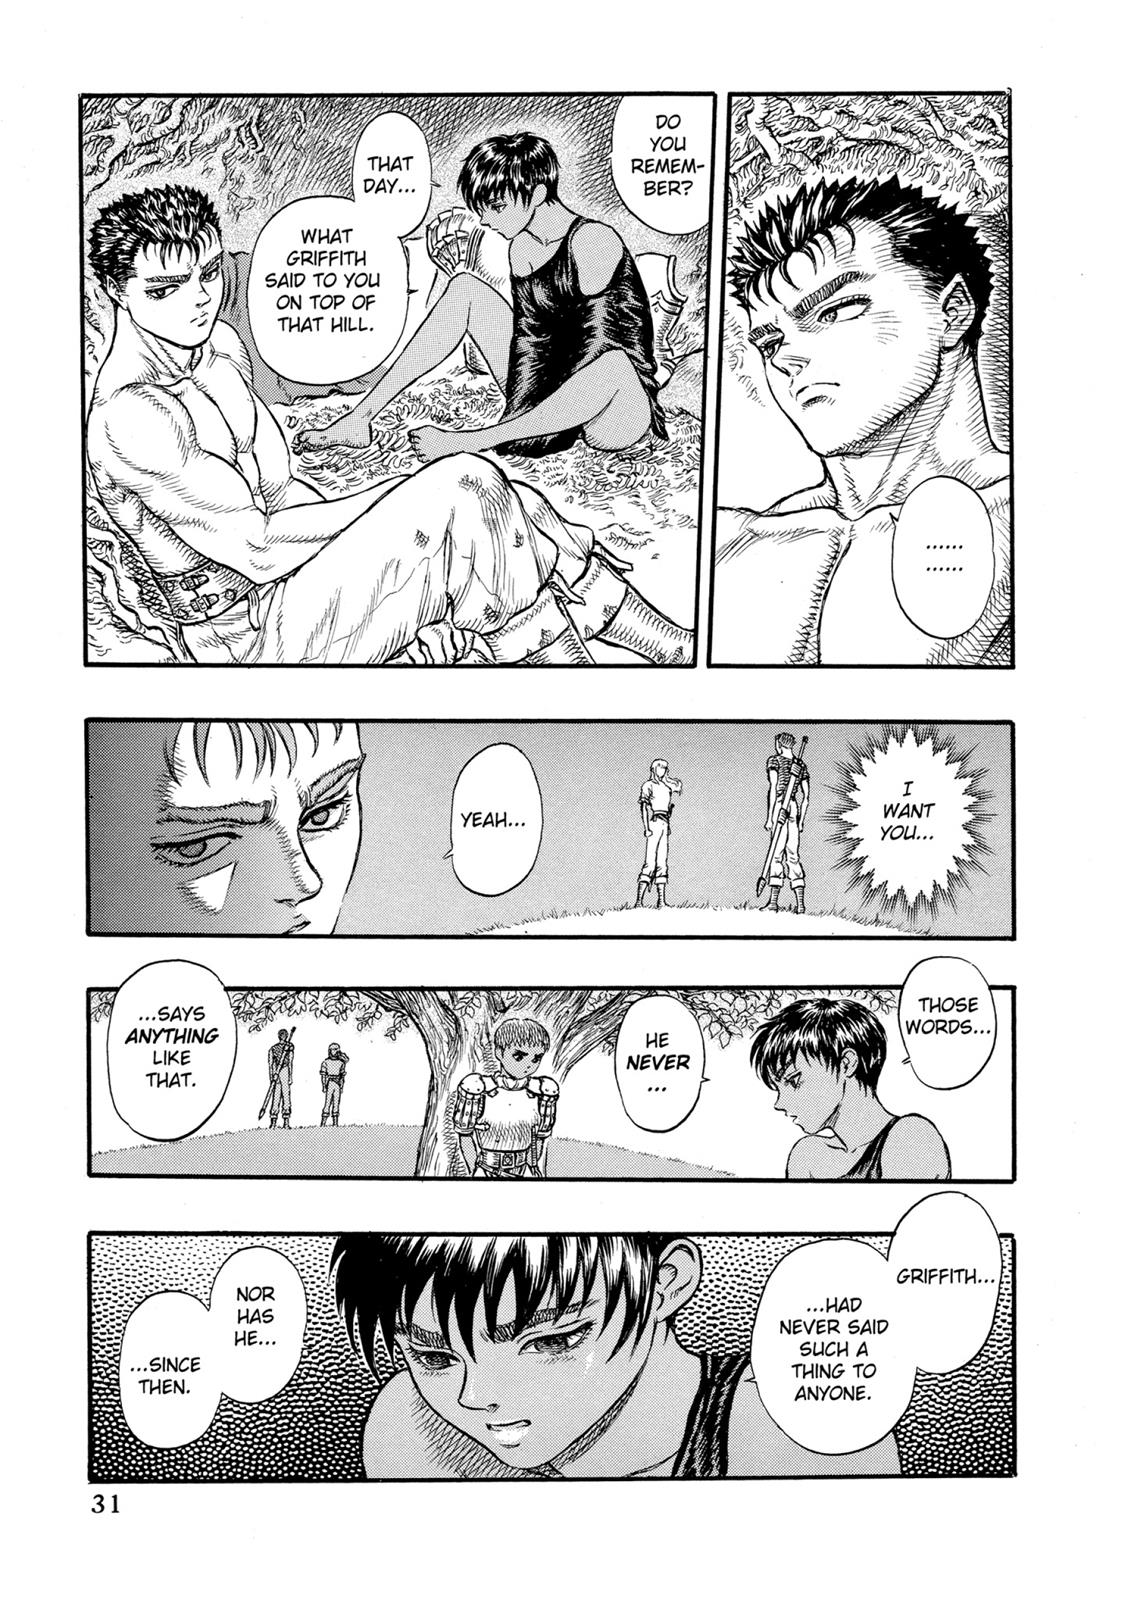 ......
......
DO
YOU
REMEM-
BER?
THAT
DAY...
WHAT
GRIFFITH
SAID TO YOU
ON TOP OF
THAT HILL.
I
WANT
YOU...
YEAH...
THOSE
WORDS...
HE
NEVER
...
...SAYS
ANYTHING
LIKE
THAT.
GRIFFITH...
...HAD
NEVER SAID
SUCH A
THING TO
ANYONE.
NOR
HAS
HE...
...SINCE
THEN.
31